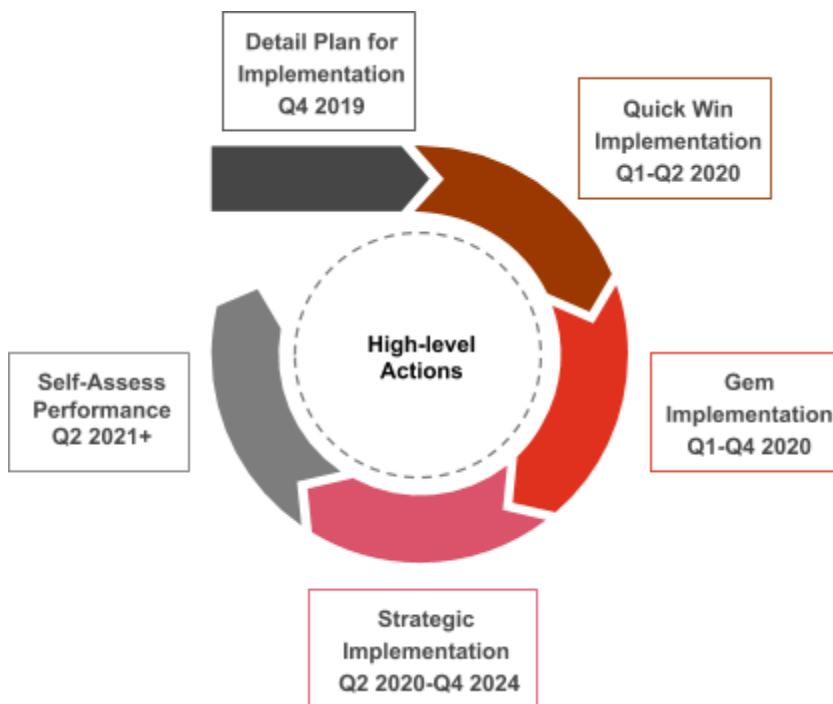 Detail Plan for
Implementation
Q4 2019
Quick Win
Implementation
Q1-Q2 2020
High-level
Actions
Gem
Implementation
Q1-Q4 2020
Self-Assess
Performance
Q2 2021+
Strategic
Implementation
Q2 2020-Q4 2024